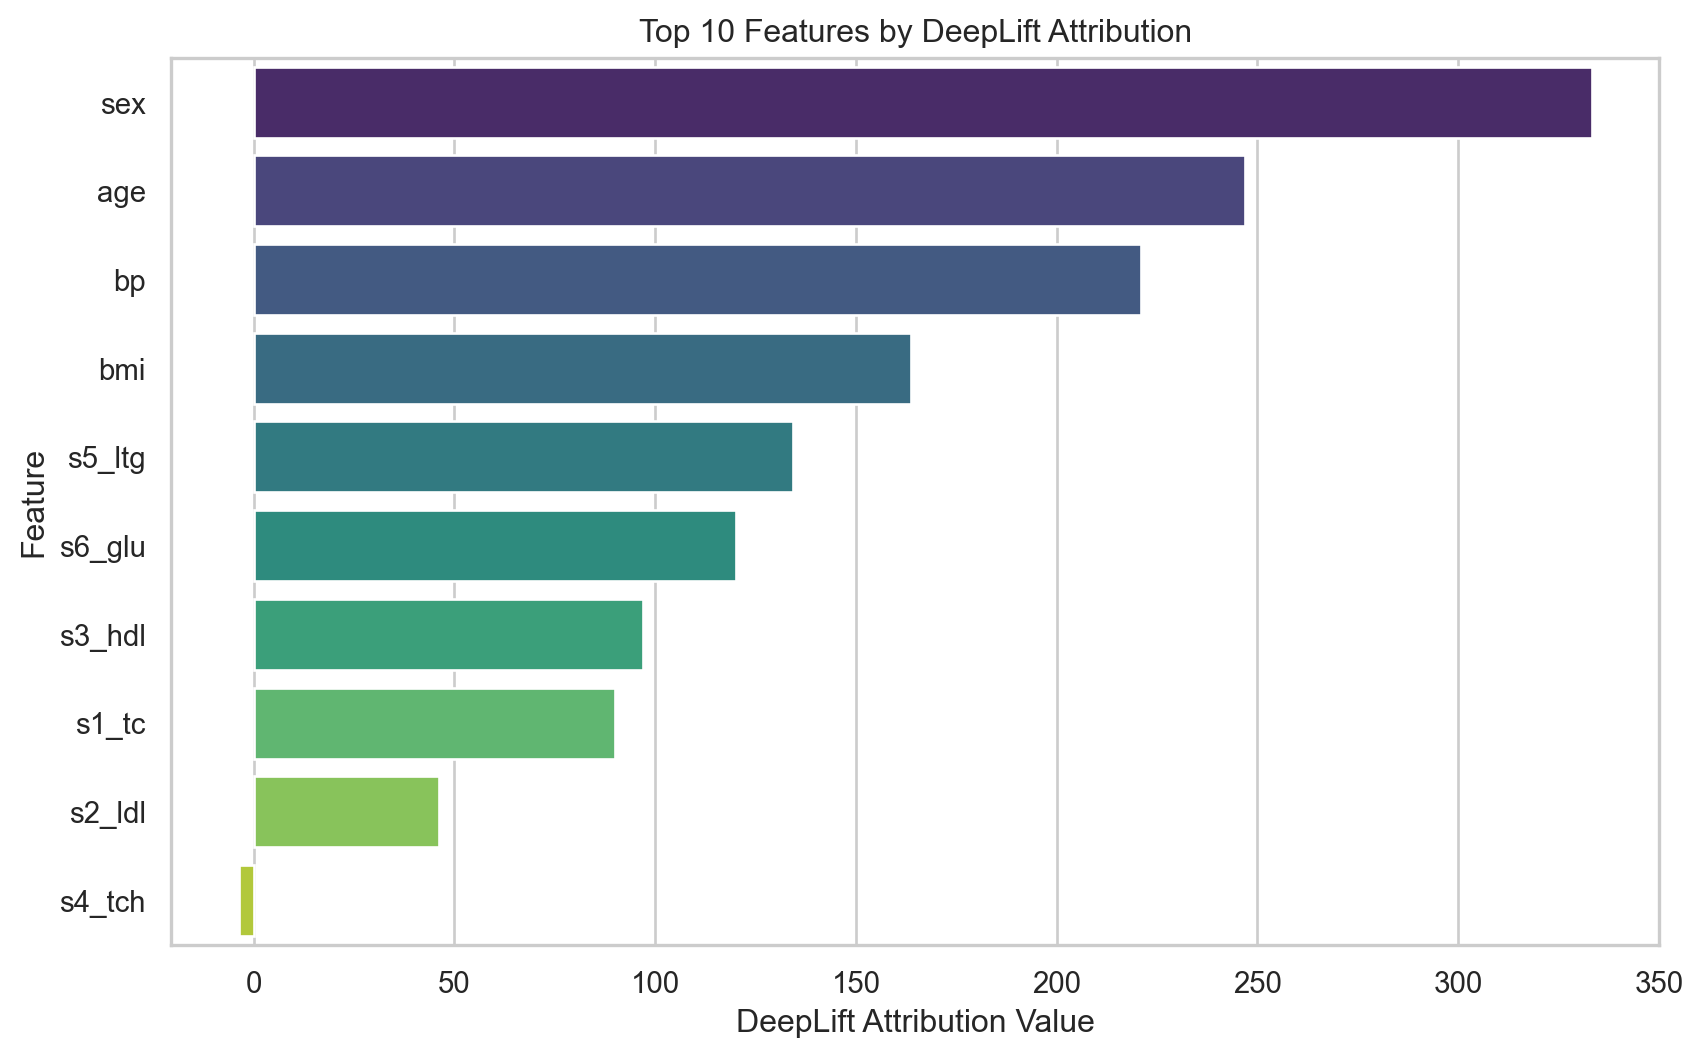 Top 10 Features by DeepLift Attribution
sex
age
bp
bmi
s5_ltg
s6_glu
s3_hdl
s1_tc
s2_ldl
s4_tch
Feature
0 50 100 150 200 250 300 350
DeepLift Attribution Value